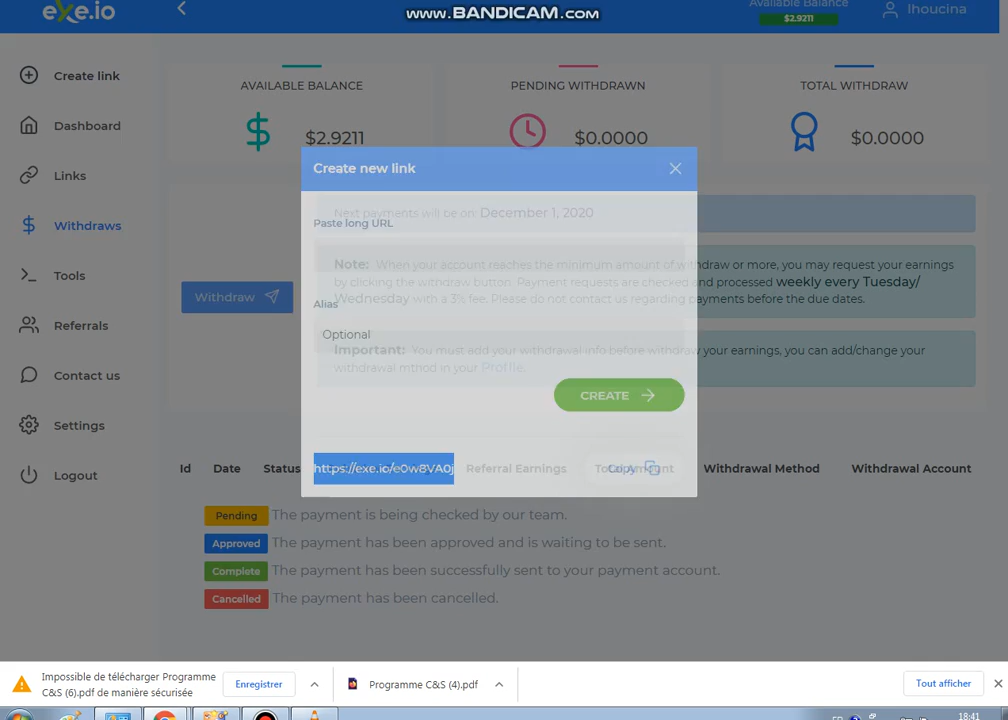 eXe.io
www.BANDICAM.com
Available Balance
$2.9211
lhoucina
Create link
Dashboard
Links
Withdraws
Tools
Referrals
Contact us
Settings
Logout
AVAILABLE BALANCE
$2.9211
PENDING WITHDRAWN
$0.0000
TOTAL WITHDRAW
$0.0000
Create new link
Next payments will be on: December 1, 2020
Paste long URL
Note: When your account reaches the minimum amount of withdraw or more, you may request your earnings
by clicking the withdraw button. Payment requests are checked and processed weekly every Tuesday/
Wednesday with a 3% fee. Please do not contact us regarding payments before the due dates.
Withdraw
Alias
Optional
Important: You must add your withdrawal info before withdraw your earnings, you can add/change your
withdrawal mthod in your Proffle.
CREATE
https://exe.io/e0w8VA0j
Copy
Id Date Status Referral Earnings Total Amount Withdrawal Method Withdrawal Account
Pending The payment is being checked by our team.
Approved The payment has been approved and is waiting to be sent.
Complete The payment has been successfully sent to your payment account.
Cancelled The payment has been cancelled.
Impossible de télécharger Programme
C&S (6).pdf de manière sécurisée
Enregistrer
Programme C&S (4).pdf
Tout afficher
18:41